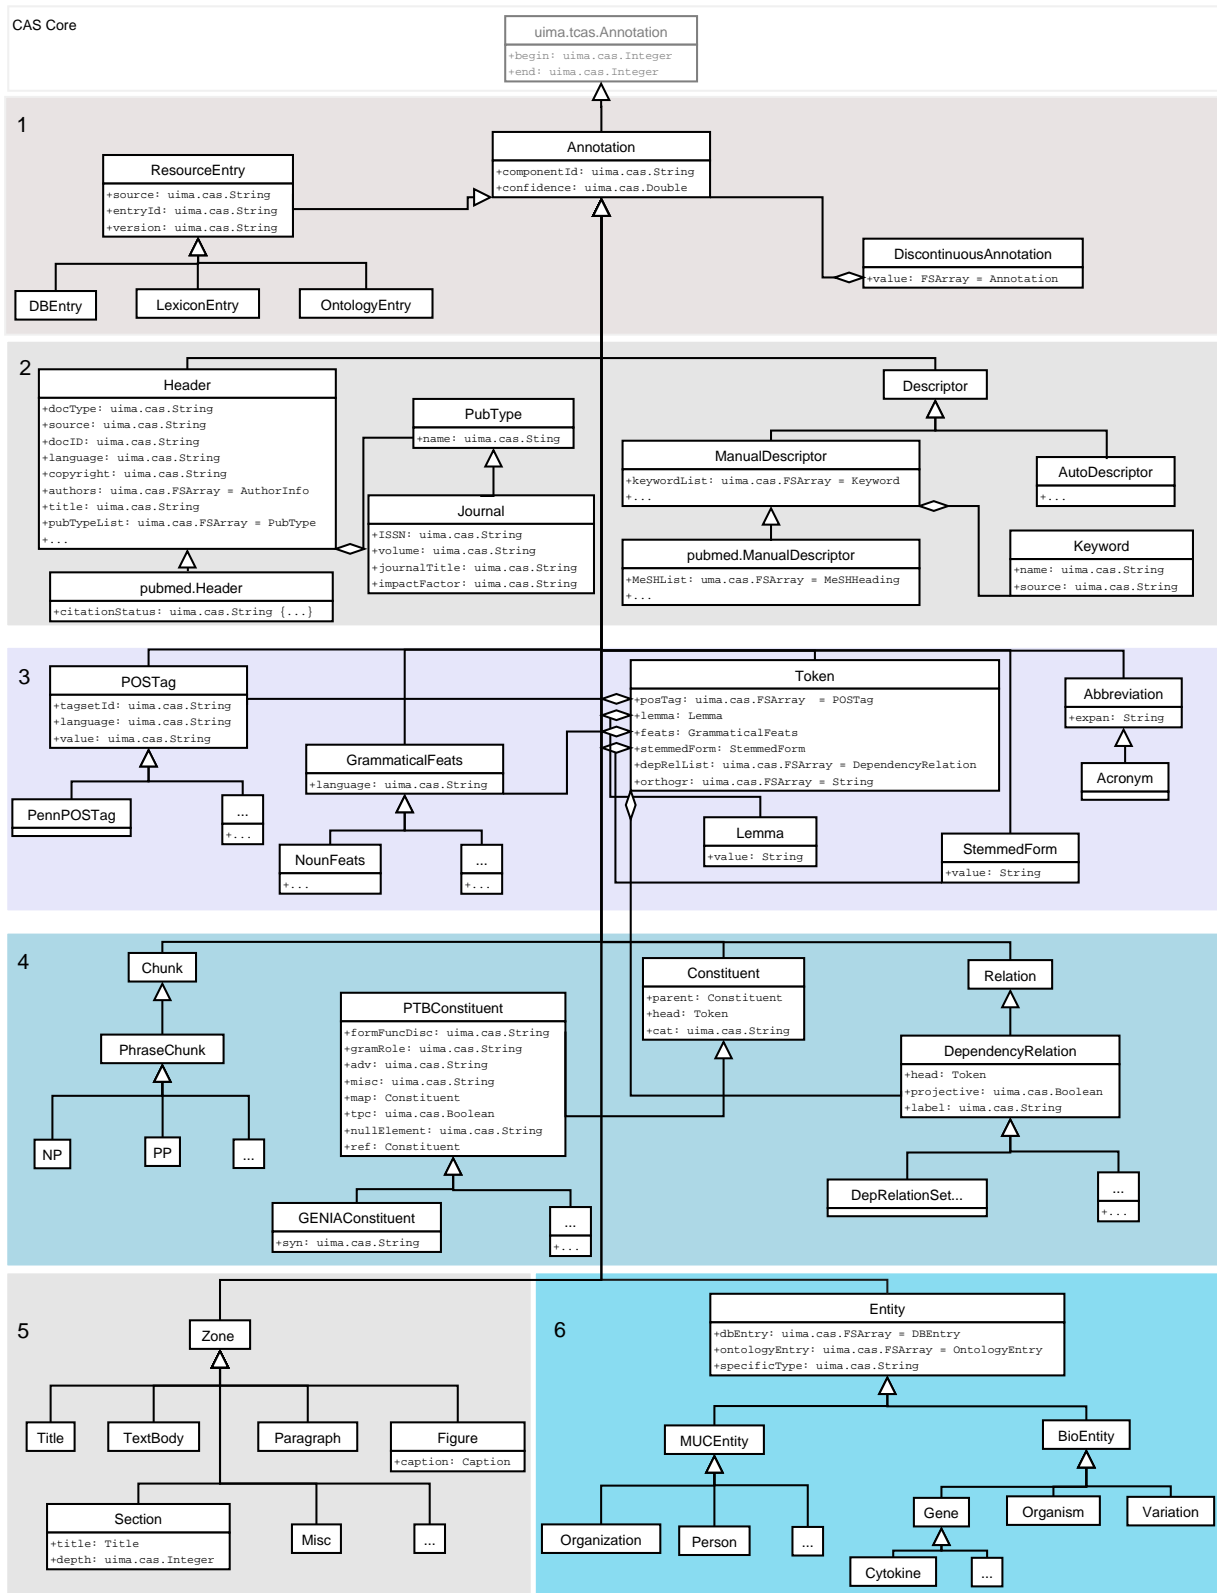 CAS Core
uima.tcas.Annotation
+begin: uima.cas.Integer
+end: uima.cas.Integer
1
Annotation
+componentId: uima.cas.String
+confidence: uima.cas.Double
ResourceEntry
+source: uima.cas.String
+entryId: uima.cas.String
+version: uima.cas.String
DiscontinuousAnnotation
+value: FSArray = Annotation
DBEntry
LexiconEntry
OntologyEntry
2
Header
+docType: uima.cas.String
+source: uima.cas.String
+docID: uima.cas.String
+language: uima.cas.String
+copyright: uima.cas.String
+authors: uima.cas.FSArray = AuthorInfo
+title: uima.cas.String
+pubTypeList: uima.cas.FSArray = PubType
+...
pubmed.Header
+citationStatus: uima.cas.String {...}
PubType
+name: uima.cas.Sting
Journal
+ISSN: uima.cas.String
+volume: uima.cas.String
+journalTitle: uima.cas.String
+impactFactor: uima.cas.String
Descriptor
ManualDescriptor
+keywordList: uima.cas.FSArray = Keyword
+...
AutoDescriptor
+...
pubmed.ManualDescriptor
+MeSHList: uma.cas.FSArray = MeSHHeading
+...
Keyword
+name: uima.cas.String
+source: uima.cas.String
3
POSTag
+tagsetId: uima.cas.String
+language: uima.cas.String
+value: uima.cas.String
PennPOSTag
...
+...
GrammaticalFeats
+language: uima.cas.String
NounFeats
+...
...
+...
Token
+posTag: uima.cas.FSArray  = POSTag
+lemma: Lemma
+feats: GrammaticalFeats
+stemmedForm: StemmedForm
+depRelList: uima.cas.FSArray = DependencyRelation
+orthogr: uima.cas.FSArray = String
Abbreviation
+expan: String
Acronym
Lemma
+value: String
StemmedForm
+value: String
4
Chunk
PhraseChunk
NP
PP
...
PTBConstituent
+formFuncDisc: uima.cas.String
+gramRole: uima.cas.String
+adv: uima.cas.String
+misc: uima.cas.String
+map: Constituent
+tpc: uima.cas.Boolean
+nullElement: uima.cas.String
+ref: Constituent
GENIAConstituent
+syn: uima.cas.String
...
+...
Constituent
+parent: Constituent
+head: Token
+cat: uima.cas.String
Relation
DependencyRelation
+head: Token
+projective: uima.cas.Boolean
+label: uima.cas.String
DepRelationSet...
...
+...
5
Zone
Title
TextBody
Paragraph
Figure
+caption: Caption
Section
+title: Title
+depth: uima.cas.Integer
Misc
...
6
Entity
+dbEntry: uima.cas.FSArray = DBEntry
+ontologyEntry: uima.cas.FSArray = OntologyEntry
+specificType: uima.cas.String
MUCEntity
BioEntity
Organization
Person
...
Gene
Organism
Variation
Cytokine
...